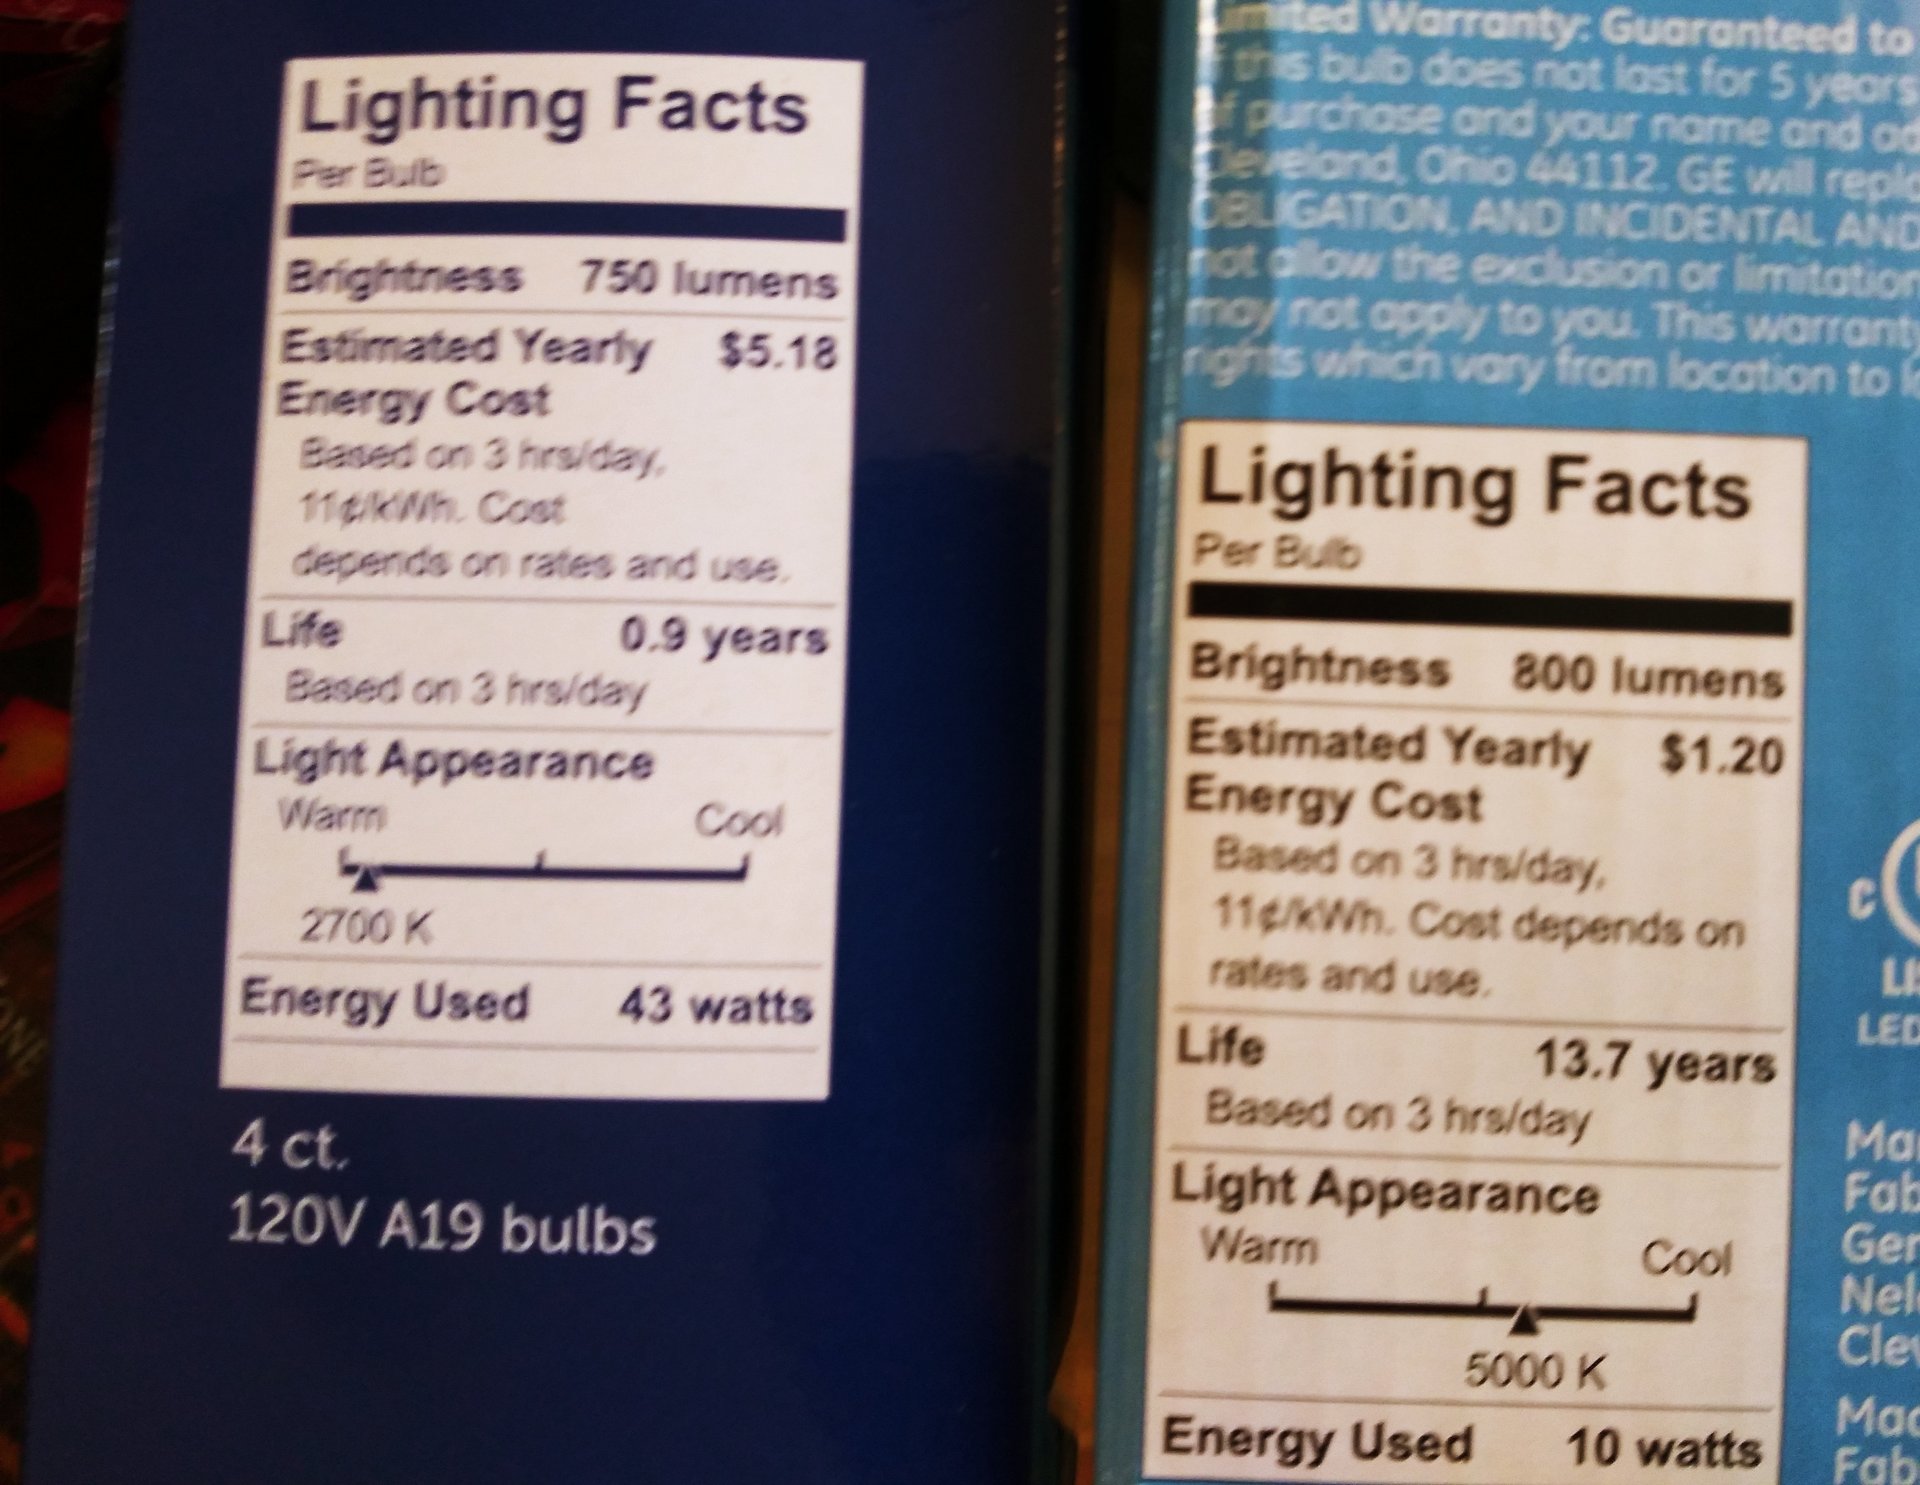 Lighting Facts
Per Bulb
Brightness 750 lumens
Estimated Yearly $5.18
Energy Cost
Based on 3 hrs/day,
11¢/kWh. Cost
depends on rates and use.
Life 0.9 years
Based on 3 hrs/day
Light Appearance
Warm Cool
2700 K
Energy Used 43 watts
4 ct.
120V A19 bulbs
Warranty: Guaranteed to
this bulb does not last for 5 years
of purchase and your name and
Cleveland, Ohio 44112. GE will
OBLIGATION, AND INCIDENTAL AND
not allow the exclusion or limitation
may not apply to you. This warranty
rights which vary from location to
Lighting Facts
Per Bulb
Brightness 800 lumens
Estimated Yearly $1.20
Energy Cost
Based on 3 hrs/day,
11¢/kWh. Cost depends on
rates and use.
Life 13.7 years
Based on 3 hrs/day
Light Appearance
Warm Cool
5000 K
Energy Used 10 watts
C
LED